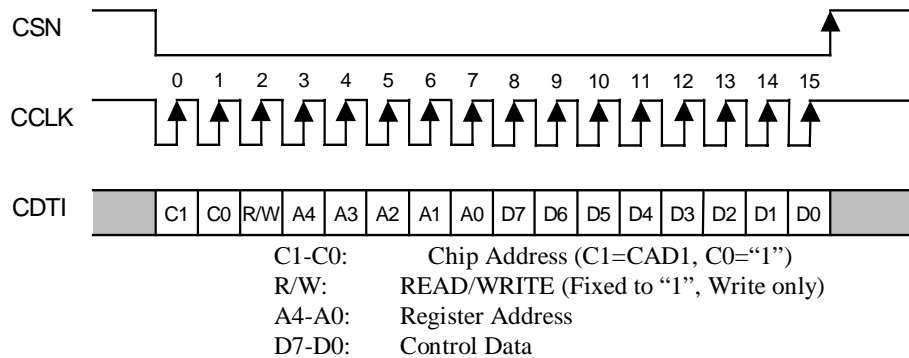 CSN
0 1 2 3 4 5 6 7 8 9 10 11 12 13 14 15
CCLK
CDTI C1 C0 R/W A4 A3 A2 A1 A0 D7 D6 D5 D4 D3 D2 D1 D0
C1-C0: Chip Address (C1=CAD1, C0=“1”)
R/W: READ/WRITE (Fixed to “1”, Write only)
A4-A0: Register Address
D7-D0: Control Data